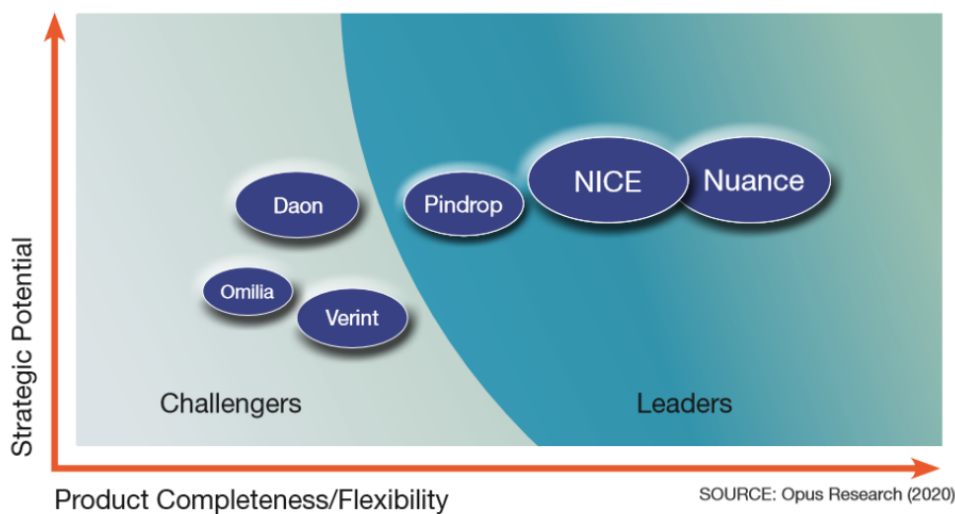 Strategic Potential
NICE
Nuance
Daon
Pindrop
Omilia
Verint
Challengers
Leaders
Product Completeness/Flexibility
SOURCE: Opus Research (2020)